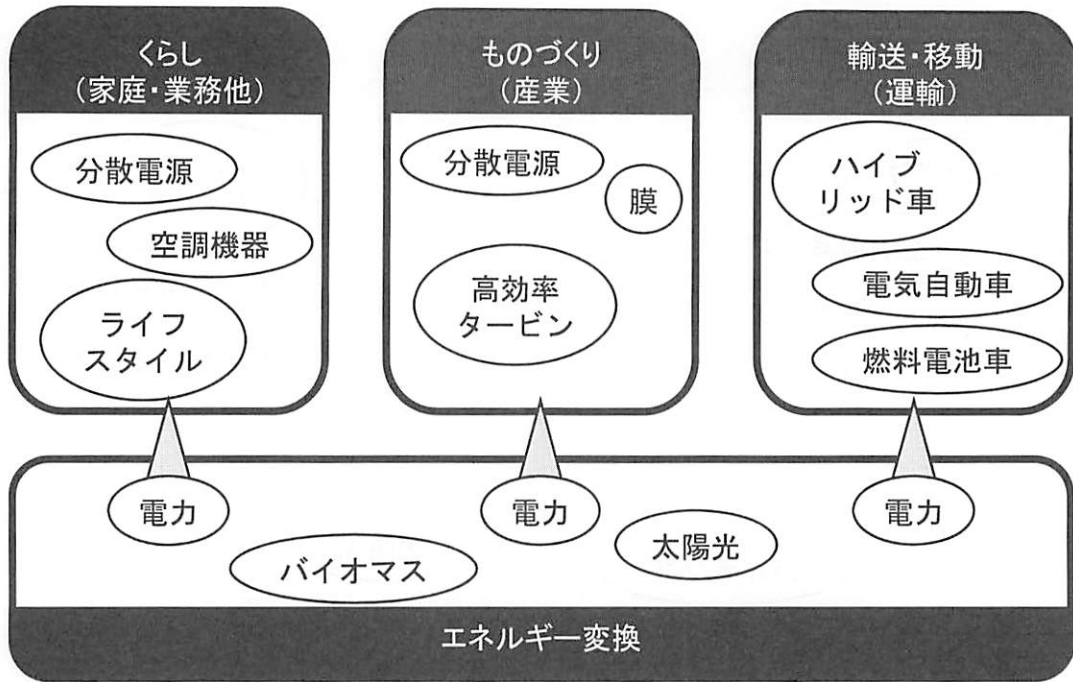 くらし
(家庭・業務他)
分散電源
空調機器
ライフ
スタイル
ものづくり
(産業)
分散電源
膜
高効率
タービン
輸送・移動
(運輸)
ハイブ
リッド車
電気自動車
燃料電池車
電力
電力
電力
バイオマス
太陽光
エネルギー変換